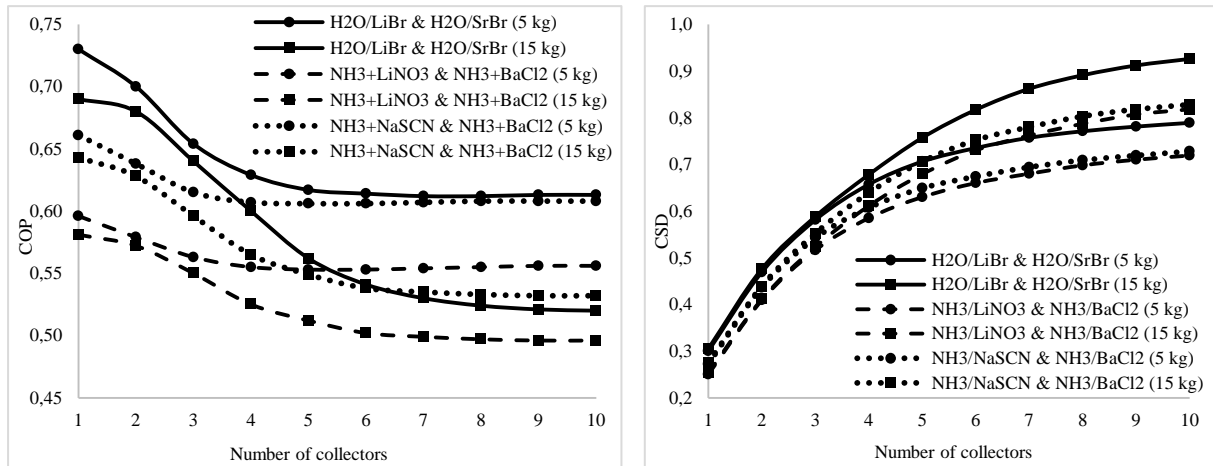 0,75
0,70
0,65
0,60
0,55
0,50
0,45
COP
H2O/LiBr & H2O/SrBr (5 kg)
H2O/LiBr & H2O/SrBr (15 kg)
NH3+LiNO3 & NH3+BaCl2 (5 kg)
NH3+LiNO3 & NH3+BaCl2 (15 kg)
NH3+NaSCN & NH3+BaCl2 (5 kg)
NH3+NaSCN & NH3+BaCl2 (15 kg)
1 2 3 4 5 6 7 8 9 10
Number of collectors
1,0
0,9
0,8
0,7
0,6
0,5
0,4
0,3
0,2
CSD
H2O/LiBr & H2O/SrBr (5 kg)
H2O/LiBr & H2O/SrBr (15 kg)
NH3/LiNO3 & NH3/BaCl2 (5 kg)
NH3/LiNO3 & NH3/BaCl2 (15 kg)
NH3/NaSCN & NH3/BaCl2 (5 kg)
NH3/NaSCN & NH3/BaCl2 (15 kg)
1 2 3 4 5 6 7 8 9 10
Number of collectors